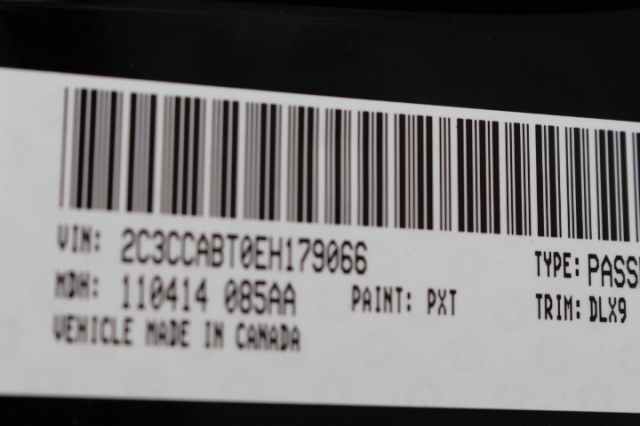 VIN: 2C3CCABT0EH179066 TYPE: PASS
MDH: 110414 085AA PAINT: PXT TRIM: DLX9
VEHICLE MADE IN CANADA